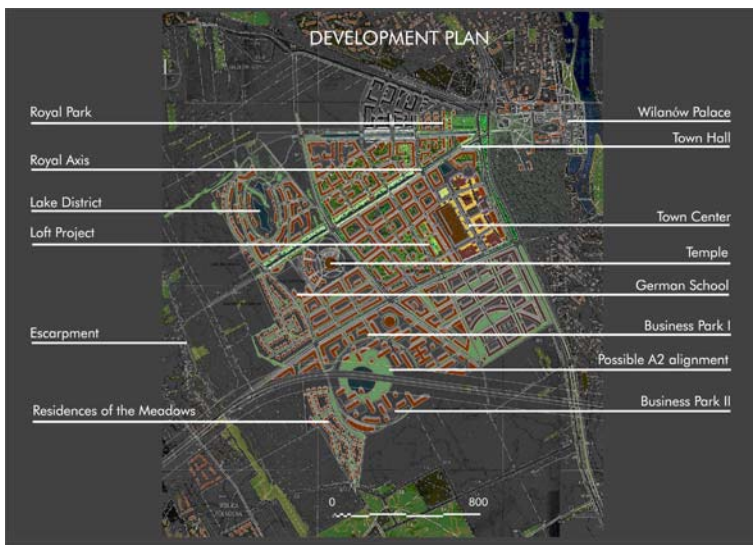 DEVELOPMENT PLAN
Royal Park
Wilanów Palace
Town Hall
Royal Axis
Lake District
Town Center
Loft Project
Temple
German School
Escarpment
Business Park I
Possible A2 alignment
Residences of the Meadows
Business Park II
0
800